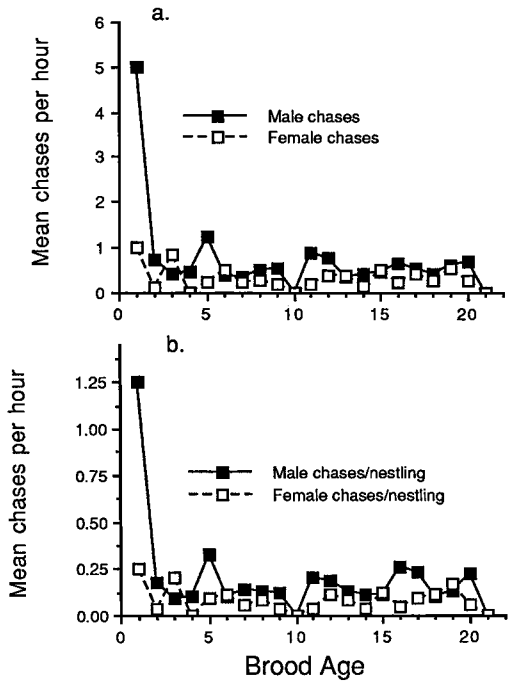 a.
6
5
4
3
2
1
0
Mean chases per hour
Male chases
Female chases
0 5 10 15 20
b.
1.25
1.00
0.75
0.50
0.25
0.00
Mean chases per hour
Male chases/nestling
Female chases/nestling
0 5 10 15 20
Brood Age